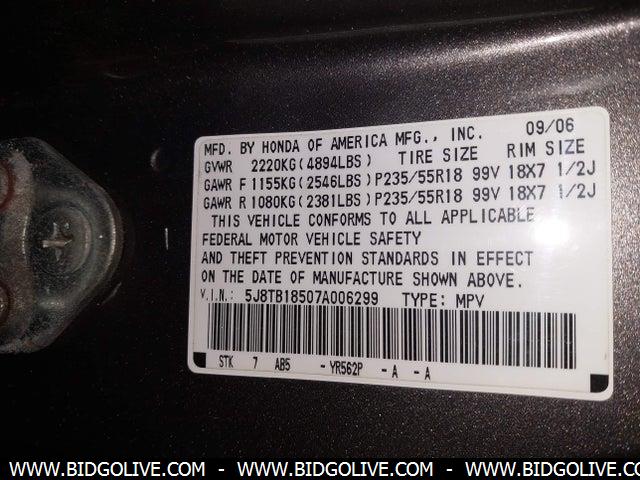 MFD. BY HONDA OF AMERICA MFG., INC. 09/06
GVWR 2220KG(4894LBS) TIRE SIZE RIM SIZE
GAWR F 1155KG(2546LBS)P235/55R18 99V 18X7 1/2J
GAWR R 1080KG(2381LBS)P235/55R18 99V 18X7 1/2J
THIS VEHICLE CONFORMS TO ALL APPLICABLE
FEDERAL MOTOR VEHICLE SAFETY
AND THEFT PREVENTION STANDARDS IN EFFECT
ON THE DATE OF MANUFACTURE SHOWN ABOVE.
V.I.N.: 5J8TB18507A006299 TYPE: MPV
STK 7 AB5 -YR562P -A -A
WWW.BIDGOLIVE.COM - WWW.BIDGOLIVE.COM - WWW.BIDGOLIVE.COM